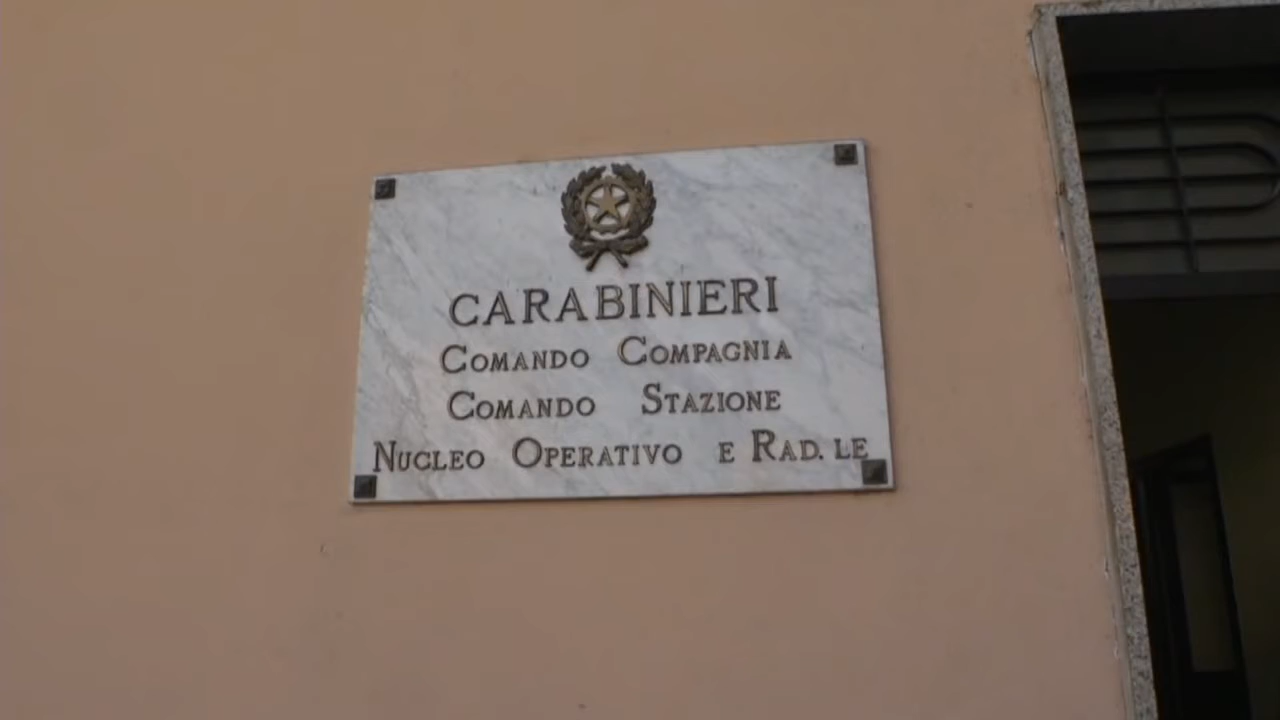 CARABINIERI
COMANDO COMPAGNIA
COMANDO STAZIONE
NUCLEO OPERATIVO E RAD. LE